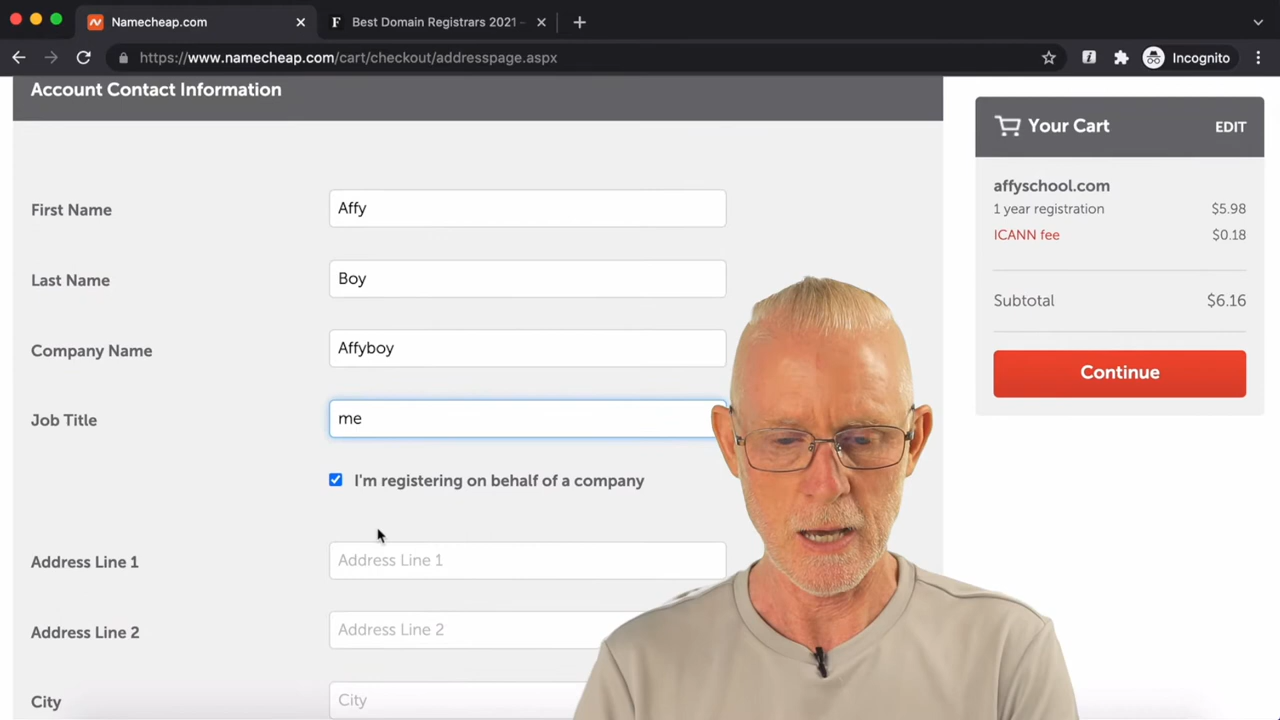 Namecheap.com
Best Domain Registrars 2021 -
https://www.namecheap.com/cart/checkout/addresspage.aspx
Incognito
Account Contact Information
First Name
Affy
Last Name
Boy
Company Name
Affyboy
Job Title
me
I'm registering on behalf of a company
Address Line 1
Address Line 1
Address Line 2
Address Line 2
City
City
Your Cart
EDIT
affyschool.com
1 year registration $5.98
ICANN fee $0.18
Subtotal $6.16
Continue